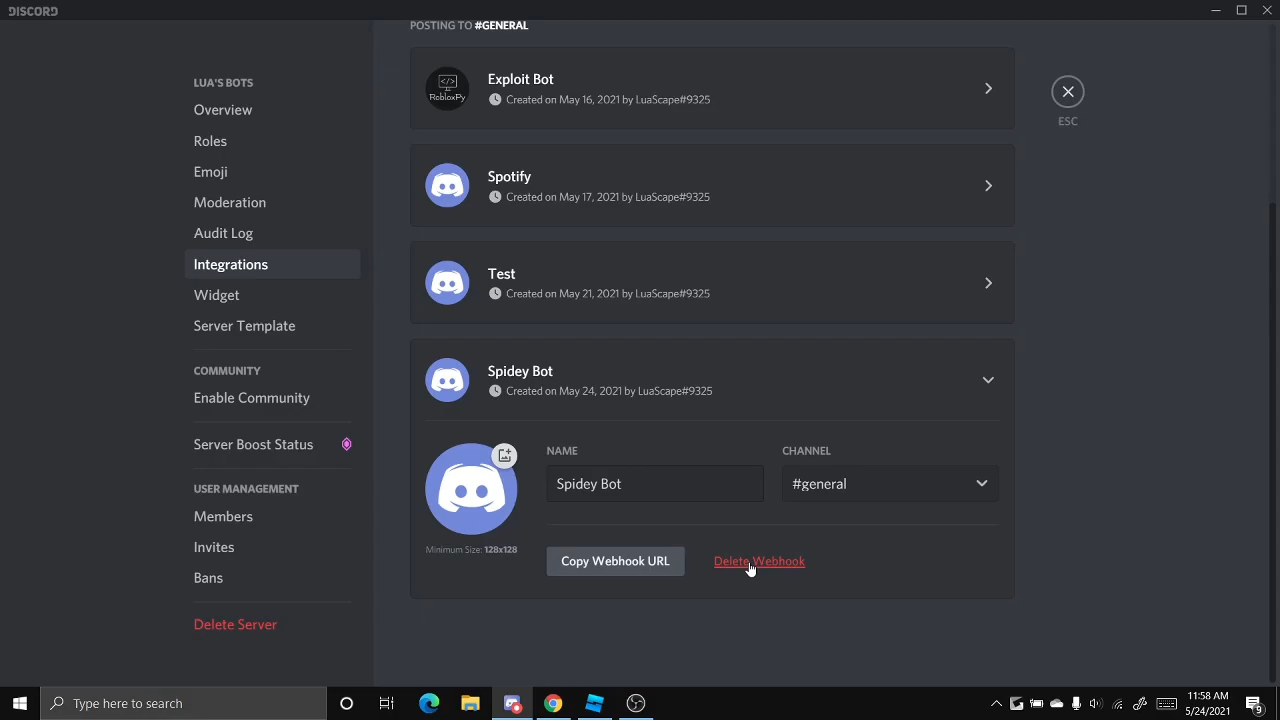 DISCORD
LUA'S BOTS
Overview
Roles
Emoji
Moderation
Audit Log
Integrations
Widget
Server Template
COMMUNITY
Enable Community
Server Boost Status
USER MANAGEMENT
Members
Invites
Bans
Delete Server
POSTING TO #GENERAL
</>
RobloxPy
Exploit Bot
Created on May 16, 2021 by LuaScape#9325
Spotify
Created on May 17, 2021 by LuaScape#9325
Test
Created on May 21, 2021 by LuaScape#9325
Spidey Bot
Created on May 24, 2021 by LuaScape#9325
Minimum Size: 128x128
NAME
Spidey Bot
CHANNEL
#general
Copy Webhook URL
Delete Webhook
ESC
Type here to search
11:58 AM
5/24/2021
9